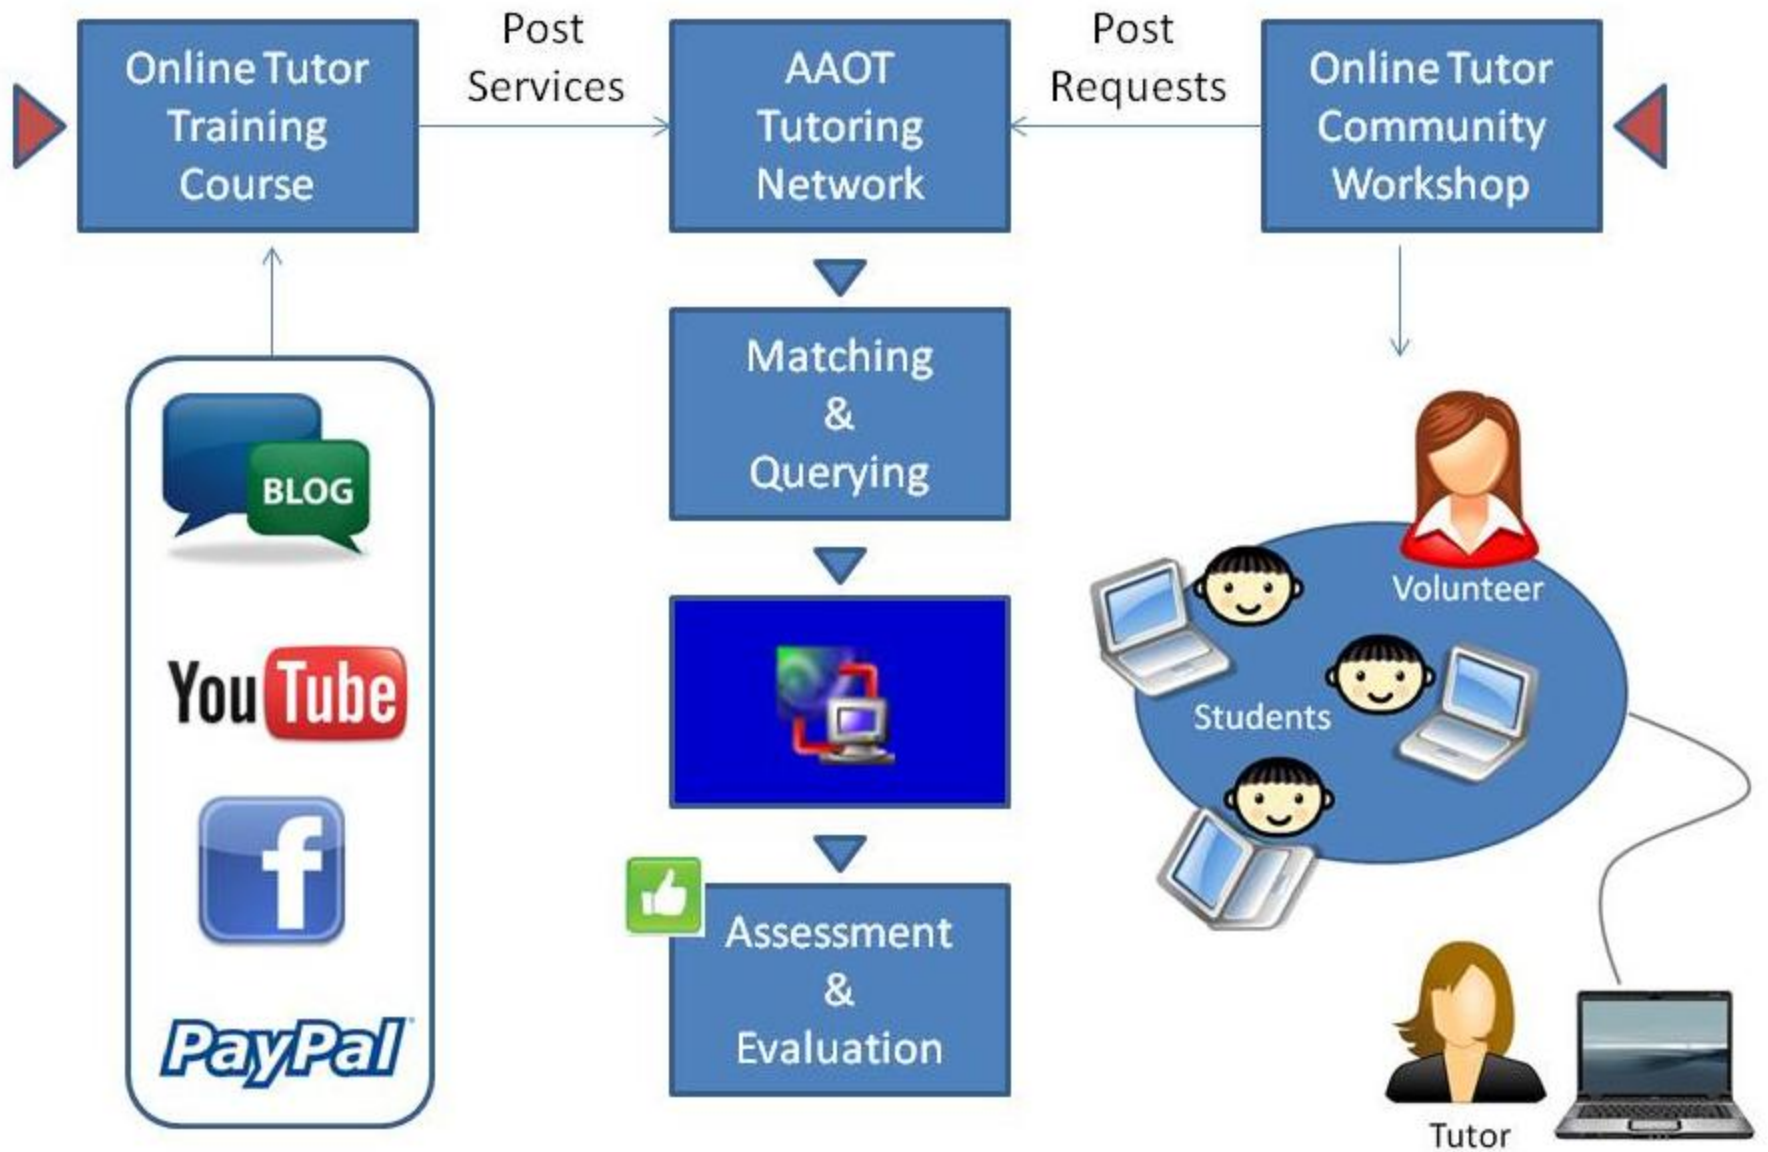 Online Tutor
Training
Course
Post
Services
AAOT
Tutoring
Network
Post
Requests
Online Tutor
Community
Workshop
Matching
&
Querying
Assessment
&
Evaluation
BLOG
YouTube
f
PayPal
Volunteer
Students
Tutor